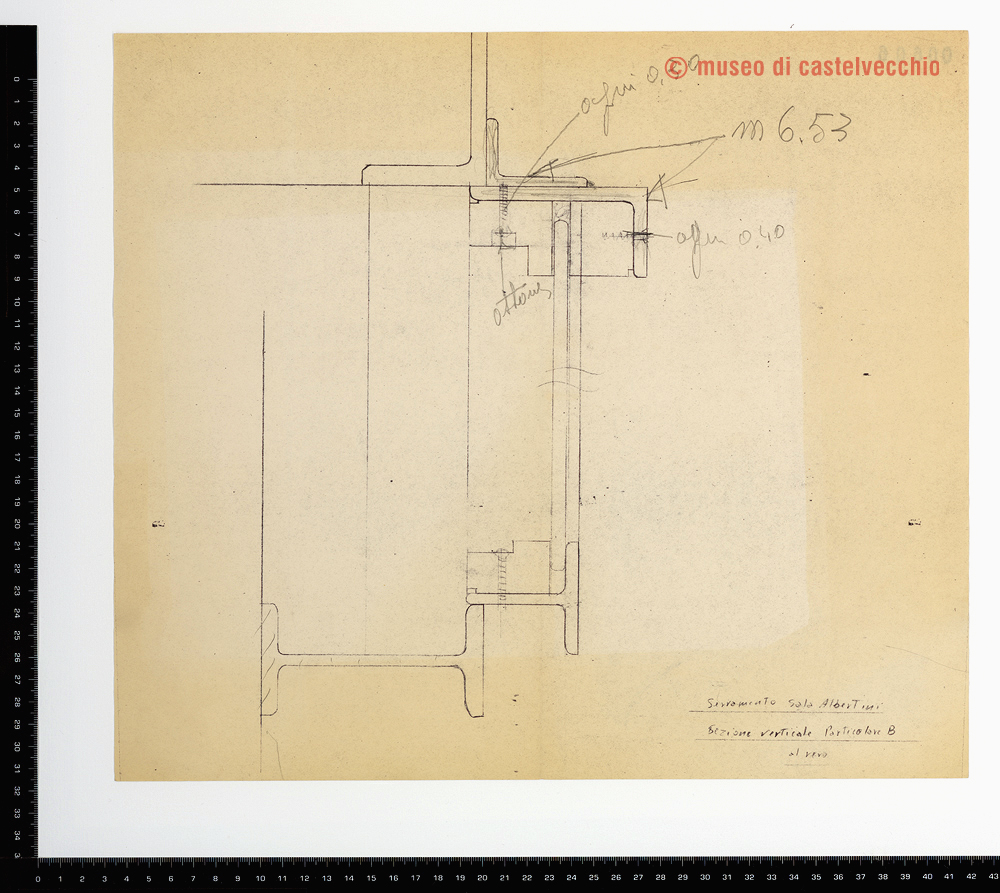 © museo di castelvecchio
ogni 0,40
m 6.53
ogni 0.40
ottone
Serramento Sala Albertini
Sezione verticale Particolare B
al vero
0 1 2 3 4 5 6 7 8 9 10 11 12 13 14 15 16 17 18 19 20 21 22 23 24 25 26 27 28 29 30 31 32 33 34 3
0 1 2 3 4 5 6 7 8 9 10 11 12 13 14 15 16 17 18 19 20 21 22 23 24 25 26 27 28 29 30 31 32 33 34 35 36 37 38 39 40 41 42 43